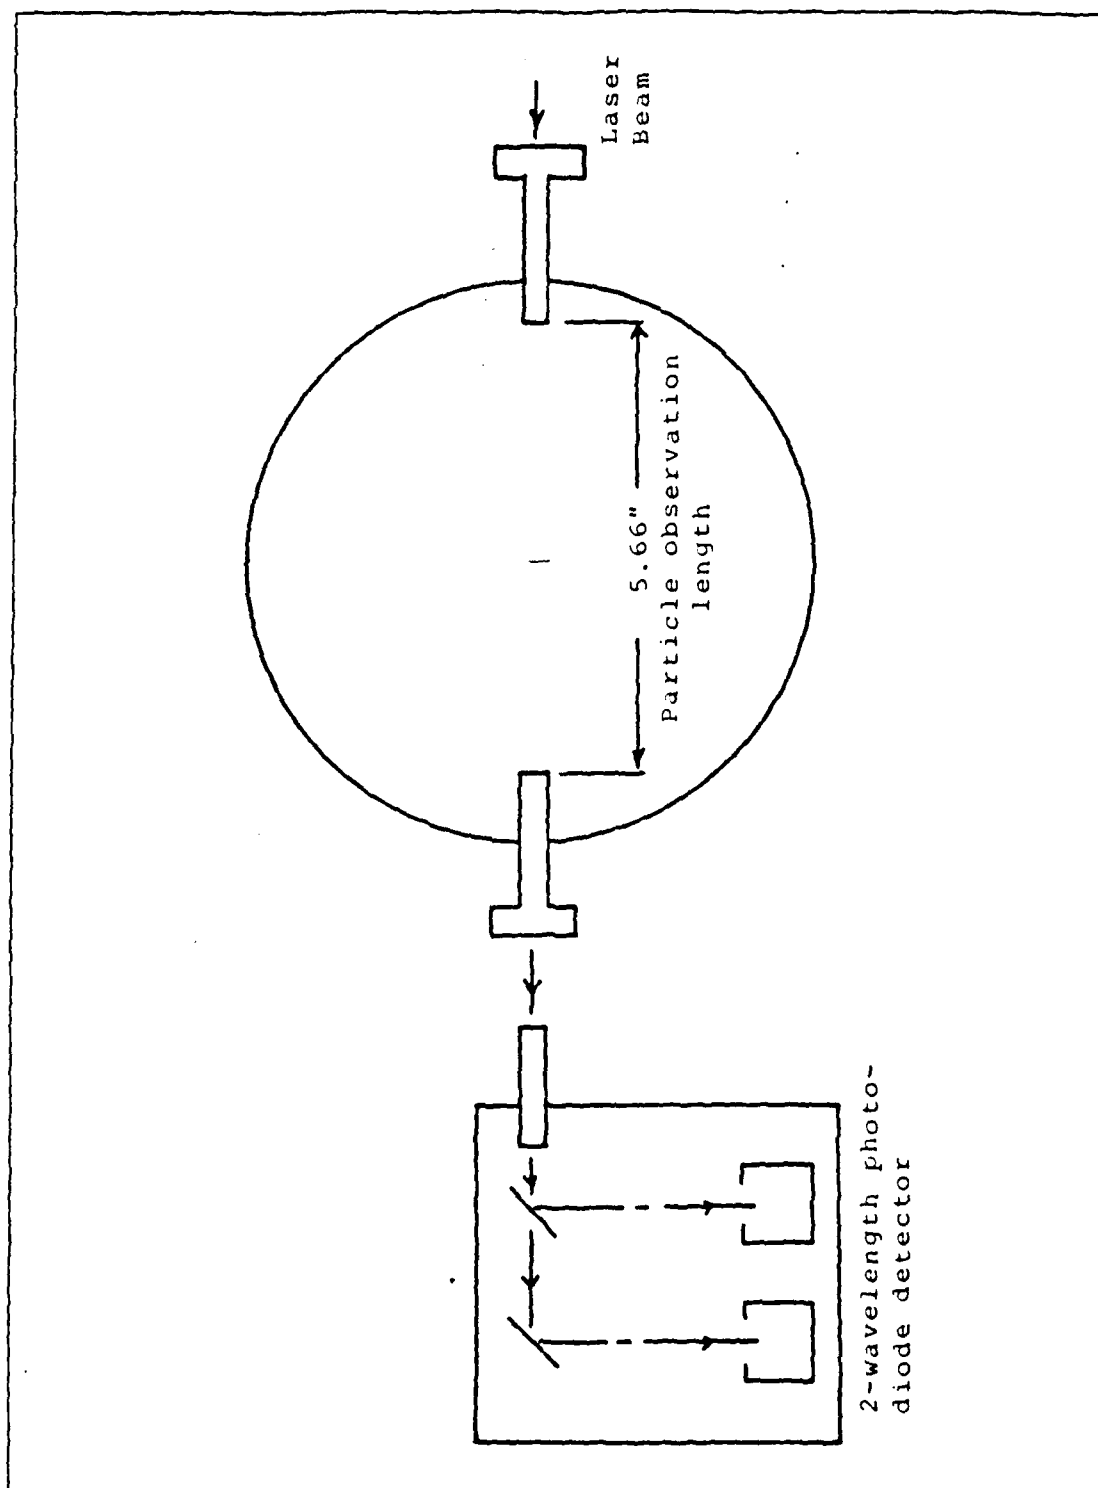 Laser
Beam
5.66"
Particle observation
length
2-wavelength photo-
diode detector